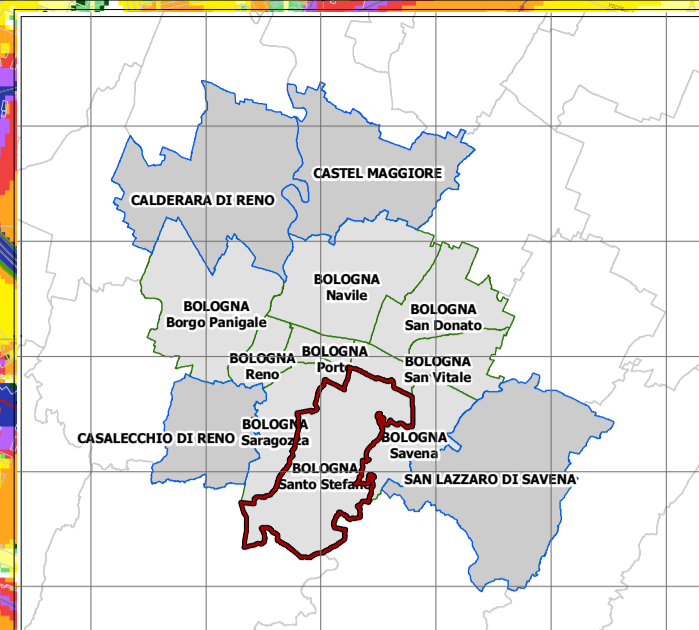 CASTEL MAGGIORE
CALDERARA DI RENO
BOLOGNA
Navile
BOLOGNA
Borgo Panigale
BOLOGNA
San Donato
BOLOGNA
Porto
BOLOGNA
Reno
BOLOGNA
San Vitale
BOLOGNA
Saragozza
CASALECCHIO DI RENO
BOLOGNA
Savena
BOLOGNA
Santo Stefano
SAN LAZZARO DI SAVENA